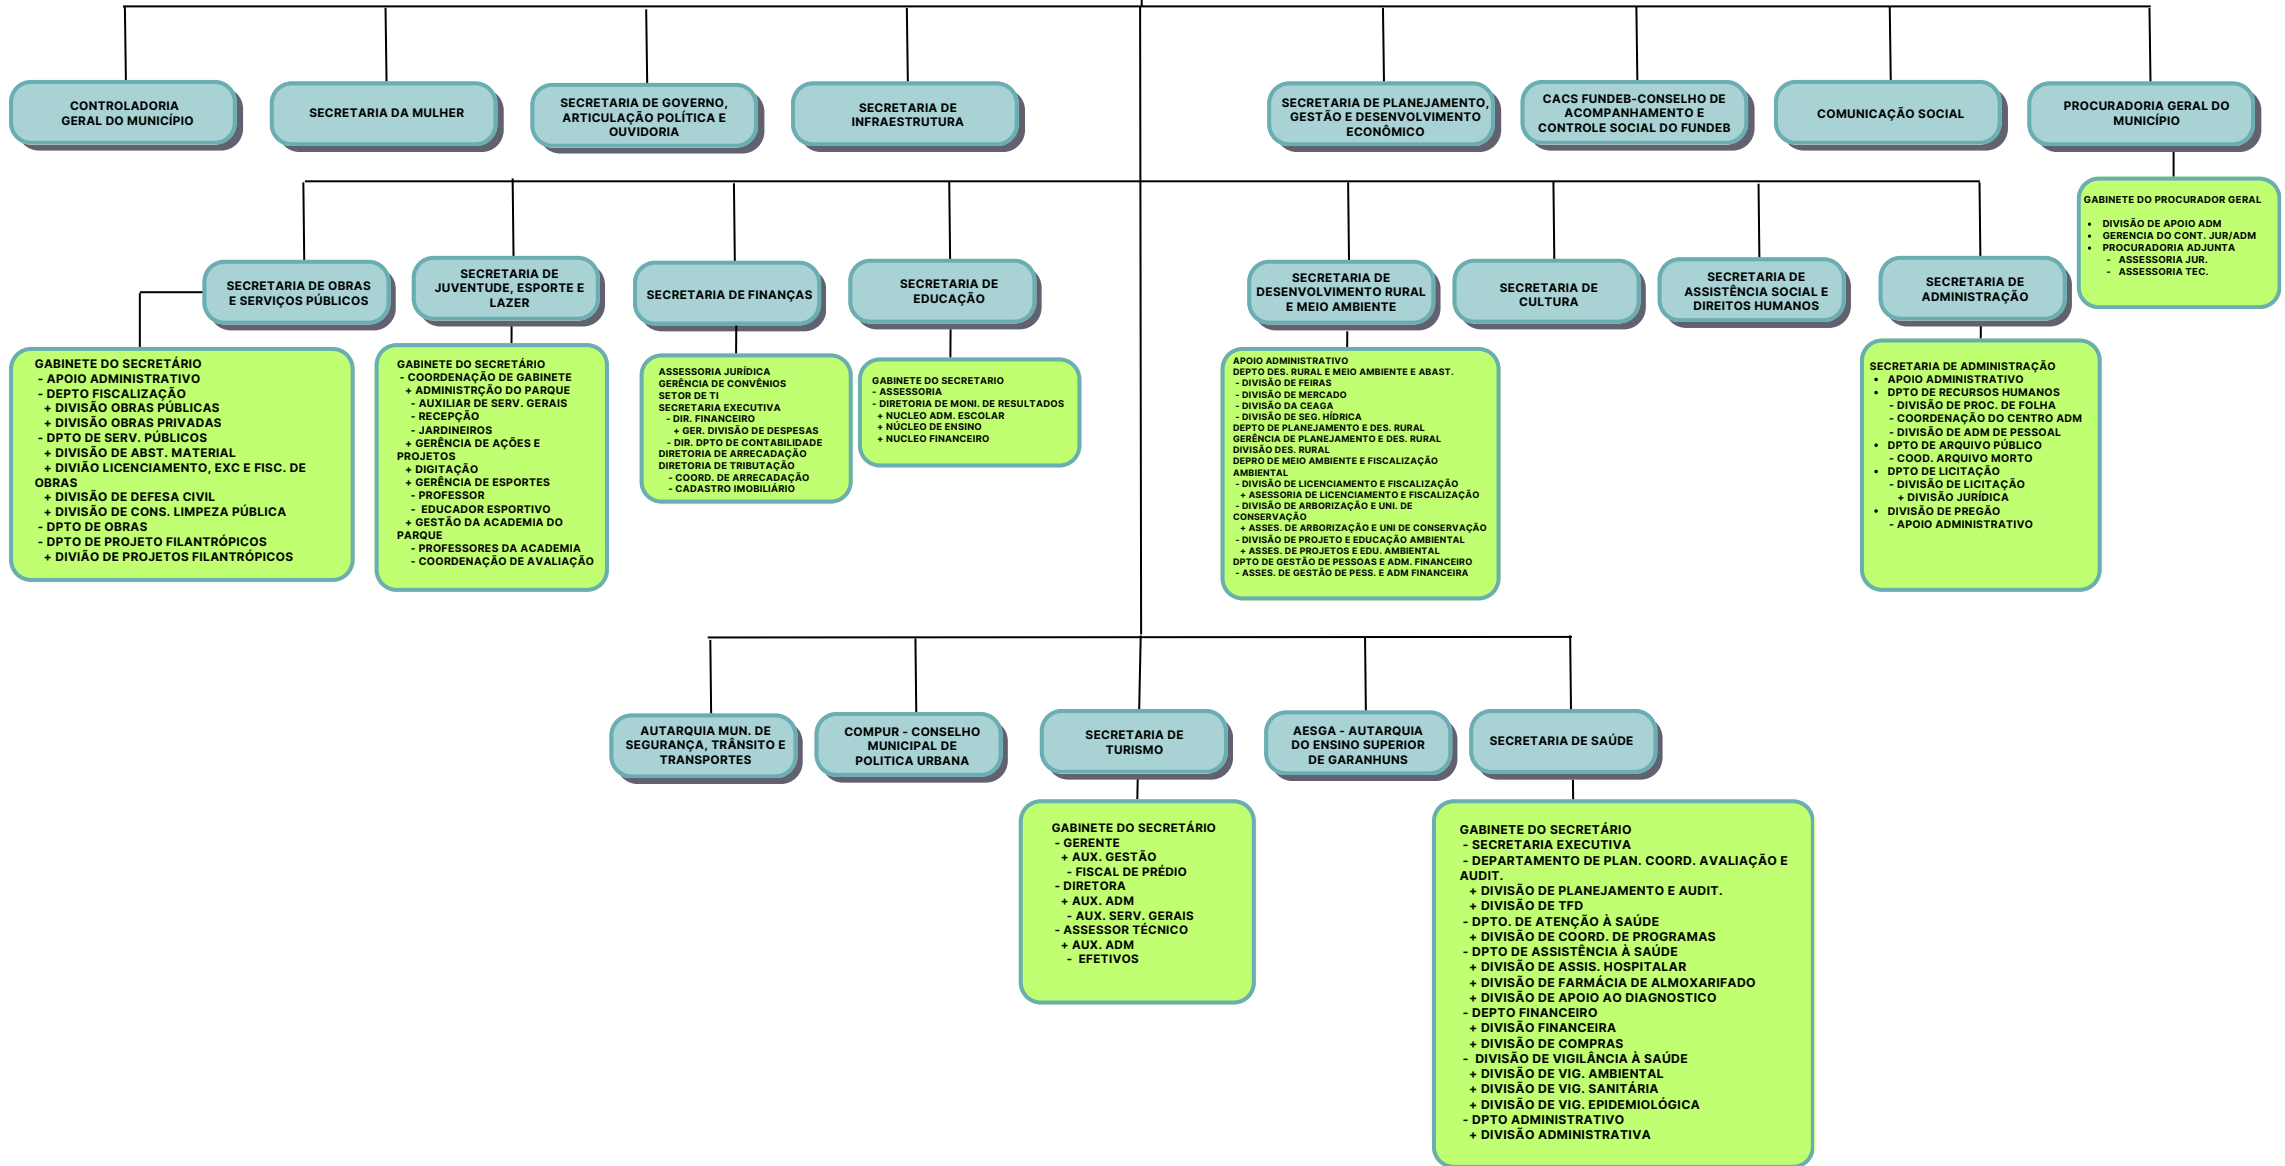 CONTROLADORIA
GERAL DO MUNICÍPIO
SECRETARIA DA MULHER
SECRETARIA DE GOVERNO,
ARTICULAÇÃO POLÍTICA E
OUVIDORIA
SECRETARIA DE
INFRAESTRUTURA
SECRETARIA DE PLANEJAMENTO,
GESTÃO E DESENVOLVIMENTO
ECONÔMICO
CACS FUNDEB-CONSELHO DE
ACOMPANHAMENTO E
CONTROLE SOCIAL DO FUNDEB
COMUNICAÇÃO SOCIAL
PROCURADORIA GERAL DO
MUNICÍPIO
GABINETE DO PROCURADOR GERAL
• DIVISÃO DE APOIO ADM
• GERENCIA DO CONT. JUR/ADM
• PROCURADORIA ADJUNTA
- ASSESSORIA JUR.
- ASSESSORIA TEC.
SECRETARIA DE OBRAS
E SERVIÇOS PÚBLICOS
SECRETARIA DE
JUVENTUDE, ESPORTE E
LAZER
SECRETARIA DE FINANÇAS
SECRETARIA DE
EDUCAÇÃO
SECRETARIA DE
DESENVOLVIMENTO RURAL
E MEIO AMBIENTE
SECRETARIA DE
CULTURA
SECRETARIA DE
ASSISTÊNCIA SOCIAL E
DIREITOS HUMANOS
SECRETARIA DE
ADMINISTRAÇÃO
GABINETE DO SECRETÁRIO
- APOIO ADMINISTRATIVO
- DEPTO FISCALIZAÇÃO
+ DIVISÃO OBRAS PÚBLICAS
+ DIVISÃO OBRAS PRIVADAS
- DPTO DE SERV. PÚBLICOS
+ DIVISÃO DE ABST. MATERIAL
+ DIVIÃO LICENCIAMENTO, EXC E FISC. DE
OBRAS
+ DIVISÃO DE DEFESA CIVIL
+ DIVISÃO DE CONS. LIMPEZA PÚBLICA
- DPTO DE OBRAS
- DPTO DE PROJETO FILANTRÓPICOS
+ DIVIÃO DE PROJETOS FILANTRÓPICOS
GABINETE DO SECRETÁRIO
- COORDENAÇÃO DE GABINETE
+ ADMINISTRÇÃO DO PARQUE
- AUXILIAR DE SERV. GERAIS
- RECEPÇÃO
- JARDINEIROS
+ GERÊNCIA DE AÇÕES E
PROJETOS
+ DIGITAÇÃO
+ GERÊNCIA DE ESPORTES
- PROFESSOR
- EDUCADOR ESPORTIVO
+ GESTÃO DA ACADEMIA DO
PARQUE
- PROFESSORES DA ACADEMIA
- COORDENAÇÃO DE AVALIAÇÃO
ASSESSORIA JURÍDICA
GERÊNCIA DE CONVÊNIOS
SETOR DE TI
SECRETARIA EXECUTIVA
- DIR. FINANCEIRO
+ GER. DIVISÃO DE DESPESAS
- DIR. DPTO DE CONTABILIDADE
DIRETORIA DE ARRECADAÇÃO
DIRETORIA DE TRIBUTAÇÃO
- COORD. DE ARRECADAÇÃO
- CADASTRO IMOBILIÁRIO
GABINETE DO SECRETARIO
- ASSESSORIA
- DIRETORIA DE MONI. DE RESULTADOS
+ NUCLEO ADM. ESCOLAR
+ NÚCLEO DE ENSINO
+ NUCLEO FINANCEIRO
APOIO ADMINISTRATIVO
DEPTO DES. RURAL E MEIO AMBIENTE E ABAST.
- DIVISÃO DE FEIRAS
- DIVISÃO DE MERCADO
- DIVISÃO DA CEAGA
- DIVISÃO DE SEG. HÍDRICA
DEPTO DE PLANEJAMENTO E DES. RURAL
GERÊNCIA DE PLANEJAMENTO E DES. RURAL
DIVISÃO DES. RURAL
DEPRO DE MEIO AMBIENTE E FISCALIZAÇÃO
AMBIENTAL
- DIVISÃO DE LICENCIAMENTO E FISCALIZAÇÃO
+ ASESSORIA DE LICENCIAMENTO E FISCALIZAÇÃO
- DIVISÃO DE ARBORIZAÇÃO E UNI. DE
CONSERVAÇÃO
+ ASSES. DE ARBORIZAÇÃO E UNI DE CONSERVAÇÃO
- DIVISÃO DE PROJETO E EDUCAÇÃO AMBIENTAL
+ ASSES. DE PROJETOS E EDU. AMBIENTAL
DPTO DE GESTÃO DE PESSOAS E ADM. FINANCEIRO
- ASSES. DE GESTÃO DE PESS. E ADM FINANCEIRA
SECRETARIA DE ADMINISTRAÇÃO
• APOIO ADMINISTRATIVO
• DPTO DE RECURSOS HUMANOS
- DIVISÃO DE PROC. DE FOLHA
- COORDENAÇÃO DO CENTRO ADM
- DIVISÃO DE ADM DE PESSOAL
• DPTO DE ARQUIVO PÚBLICO
- COOD. ARQUIVO MORTO
• DPTO DE LICITAÇÃO
- DIVISÃO DE LICITAÇÃO
+ DIVISÃO JURÍDICA
• DIVISÃO DE PREGÃO
- APOIO ADMINISTRATIVO
AUTARQUIA MUN. DE
SEGURANÇA, TRÂNSITO E
TRANSPORTES
COMPUR - CONSELHO
MUNICIPAL DE
POLITICA URBANA
SECRETARIA DE
TURISMO
AESGA - AUTARQUIA
DO ENSINO SUPERIOR
DE GARANHUNS
SECRETARIA DE SAÚDE
GABINETE DO SECRETÁRIO
- GERENTE
+ AUX. GESTÃO
- FISCAL DE PRÉDIO
- DIRETORA
+ AUX. ADM
- AUX. SERV. GERAIS
- ASSESSOR TÉCNICO
+ AUX. ADM
- EFETIVOS
GABINETE DO SECRETÁRIO
- SECRETARIA EXECUTIVA
- DEPARTAMENTO DE PLAN. COORD. AVALIAÇÃO E
AUDIT.
+ DIVISÃO DE PLANEJAMENTO E AUDIT.
+ DIVISÃO DE TFD
- DPTO. DE ATENÇÃO À SAÚDE
+ DIVISÃO DE COORD. DE PROGRAMAS
- DPTO DE ASSISTÊNCIA À SAÚDE
+ DIVISÃO DE ASSIS. HOSPITALAR
+ DIVISÃO DE FARMÁCIA DE ALMOXARIFADO
+ DIVISÃO DE APOIO AO DIAGNOSTICO
- DEPTO FINANCEIRO
+ DIVISÃO FINANCEIRA
+ DIVISÃO DE COMPRAS
- DIVISÃO DE VIGILÂNCIA À SAÚDE
+ DIVISÃO DE VIG. AMBIENTAL
+ DIVISÃO DE VIG. SANITÁRIA
+ DIVISÃO DE VIG. EPIDEMIOLÓGICA
- DPTO ADMINISTRATIVO
+ DIVISÃO ADMINISTRATIVA